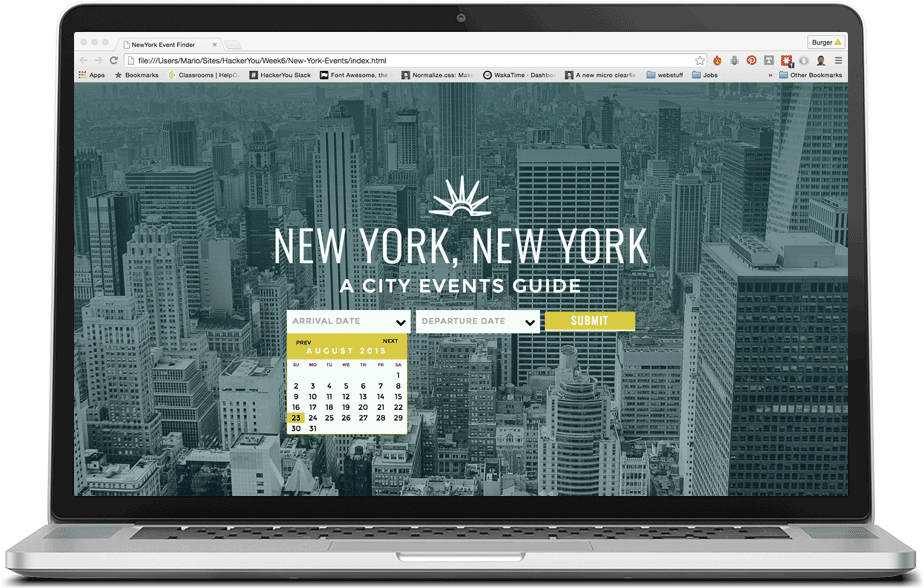 NewYork Event Finder
Burger
file:///Users/Mario/Sites/HackerYou/Week6/New-York-Events/index.html
Apps Bookmarks Classrooms | HelpC HackerYou Slack Font Awesome, the Normalize.css: Mak WakaTime · Dashbo A new micro clearfix webstuff Jobs » Other Bookmarks
NEW YORK, NEW YORK
A CITY EVENTS GUIDE
ARRIVAL DATE DEPARTURE DATE SUBMIT
PREV NEXT
AUGUST 2015
SU MO TU WE TH FR SA
1
2 3 4 5 6 7 8
9 10 11 12 13 14 15
16 17 18 19 20 21 22
23 24 25 26 27 28 29
30 31